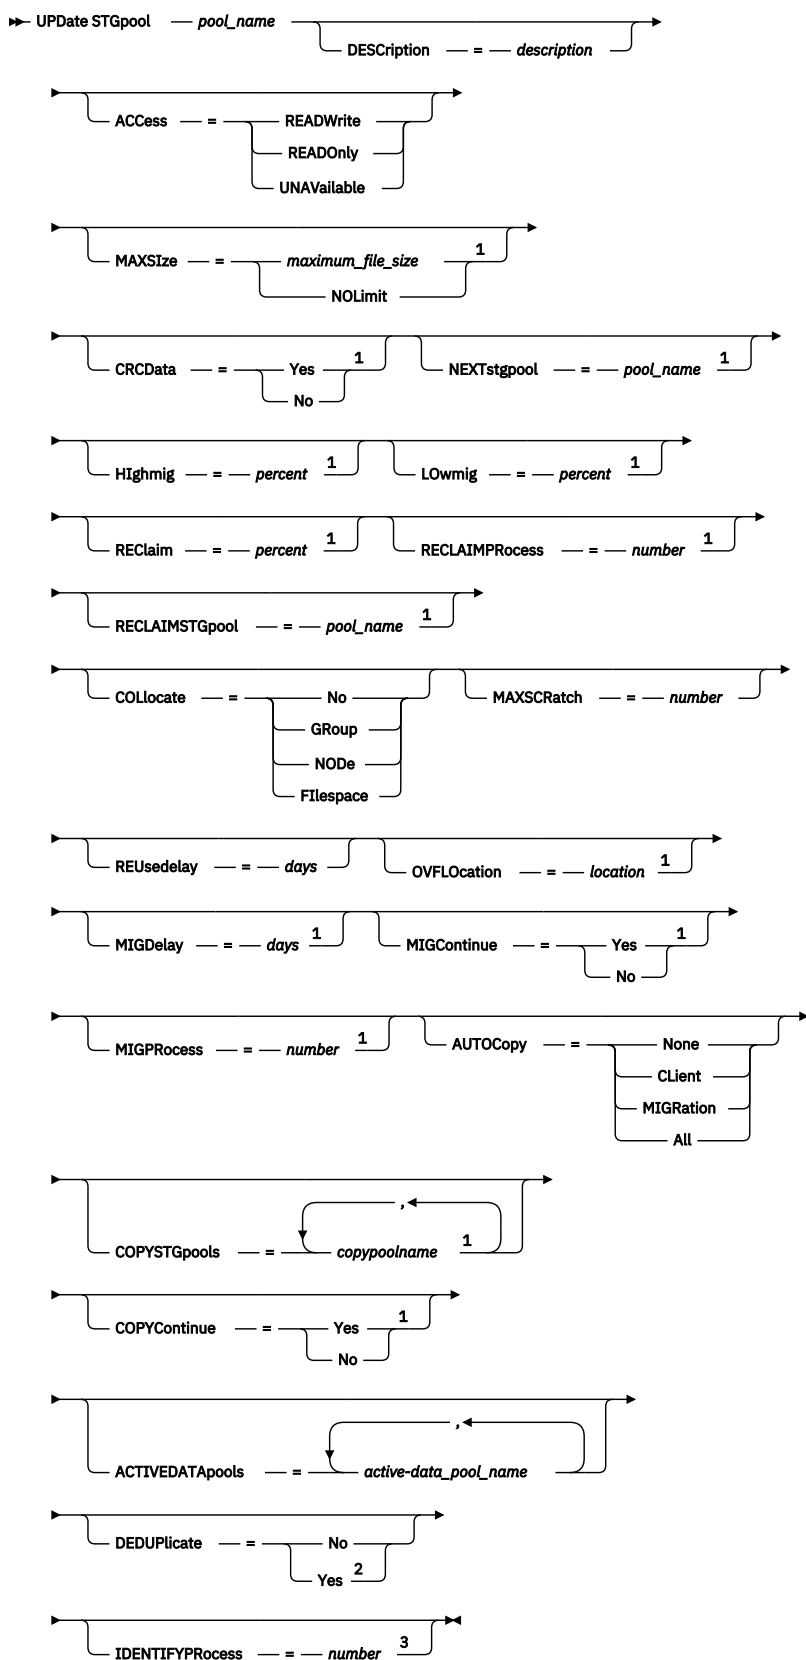 UPDate STGpool — pool_name
DESCription — = — description
ACCess — = READWrite
READOnly
UNAVailable
MAXSIze — = — maximum_file_size 1
NOLimit
CRCData — = Yes 1 NEXTstgpool — = — pool_name 1
No
HIghmig — = — percent 1 LOwmig — = — percent 1
REClaim — = — percent 1 RECLAIMPRocess — = — number 1
RECLAIMSTGpool — = — pool_name 1
COLlocate — = No MAXSCRatch — = — number
GRoup
NODe
FIlespace
REUsedelay — = — days OVFLOcation — = — location 1
MIGDelay — = — days 1 MIGContinue — = Yes 1
No
MIGPRocess — = — number 1 AUTOCopy — = None
CLient
MIGRation
All
,
COPYSTGpools — = copypoolname 1
COPYContinue — = Yes 1
No
,
ACTIVEDATApools — = active-data_pool_name
DEDUPlicate — = No
Yes 2
IDENTIFYPRocess — = — number 3